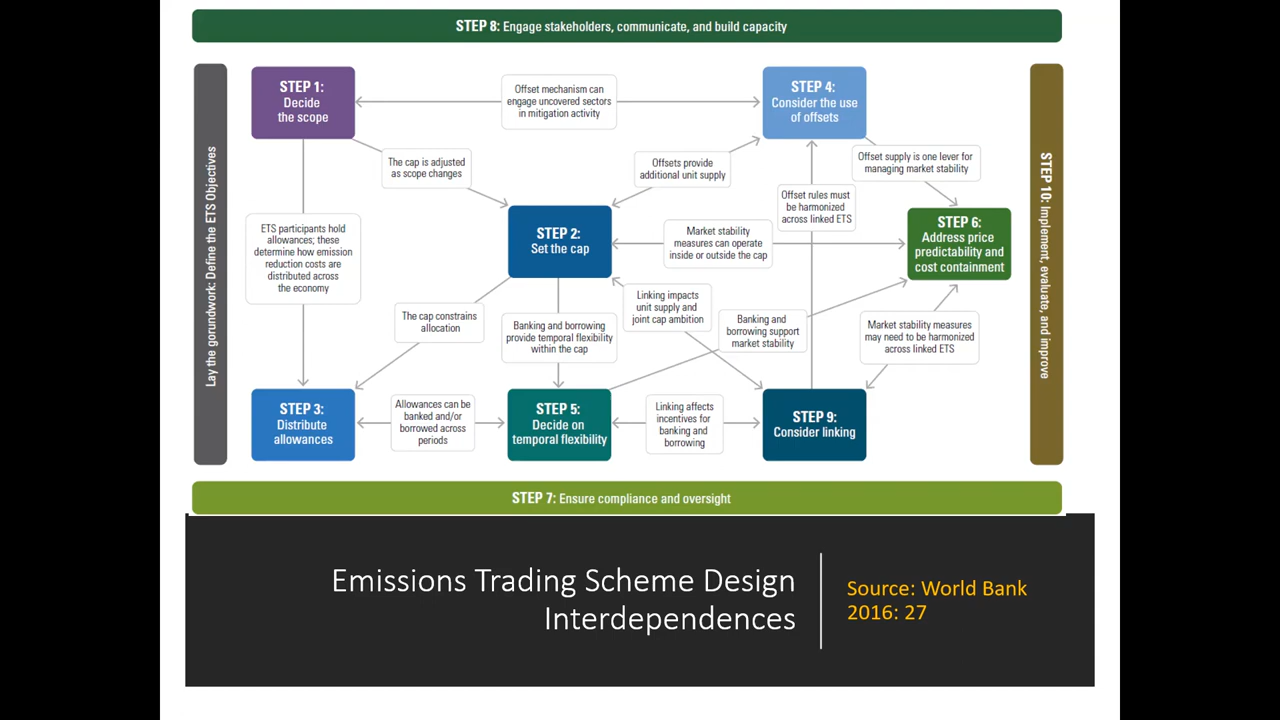 STEP 8: Engage stakeholders, communicate, and build capacity
Lay the gorundwork: Define the ETS Objectives
STEP 1:
Decide
the scope
Offset mechanism can
engage uncovered sectors
in mitigation activity
STEP 4:
Consider the use
of offsets
The cap is adjusted
as scope changes
Offsets provide
additional unit supply
Offset supply is one lever for
managing market stability
Offset rules must
be harmonized
across linked ETS
ETS participants hold
allowances; these
determine how emission
reduction costs are
distributed across
the economy
STEP 2:
Set the cap
Market stability
measures can operate
inside or outside the cap
STEP 6:
Address price
predictability and
cost containment
The cap constrains
allocation
Banking and borrowing
provide temporal flexibility
within the cap
Linking impacts
unit supply and
joint cap ambition
Banking and
borrowing support
market stability
Market stability measures
may need to be harmonized
across linked ETS
STEP 3:
Distribute
allowances
Allowances can be
banked and/or
borrowed across
periods
STEP 5:
Decide on
temporal flexibility
Linking affects
incentives for
banking and
borrowing
STEP 9:
Consider linking
STEP 10: Implement, evaluate, and improve
STEP 7: Ensure compliance and oversight
Emissions Trading Scheme Design
Interdependences
Source: World Bank
2016: 27